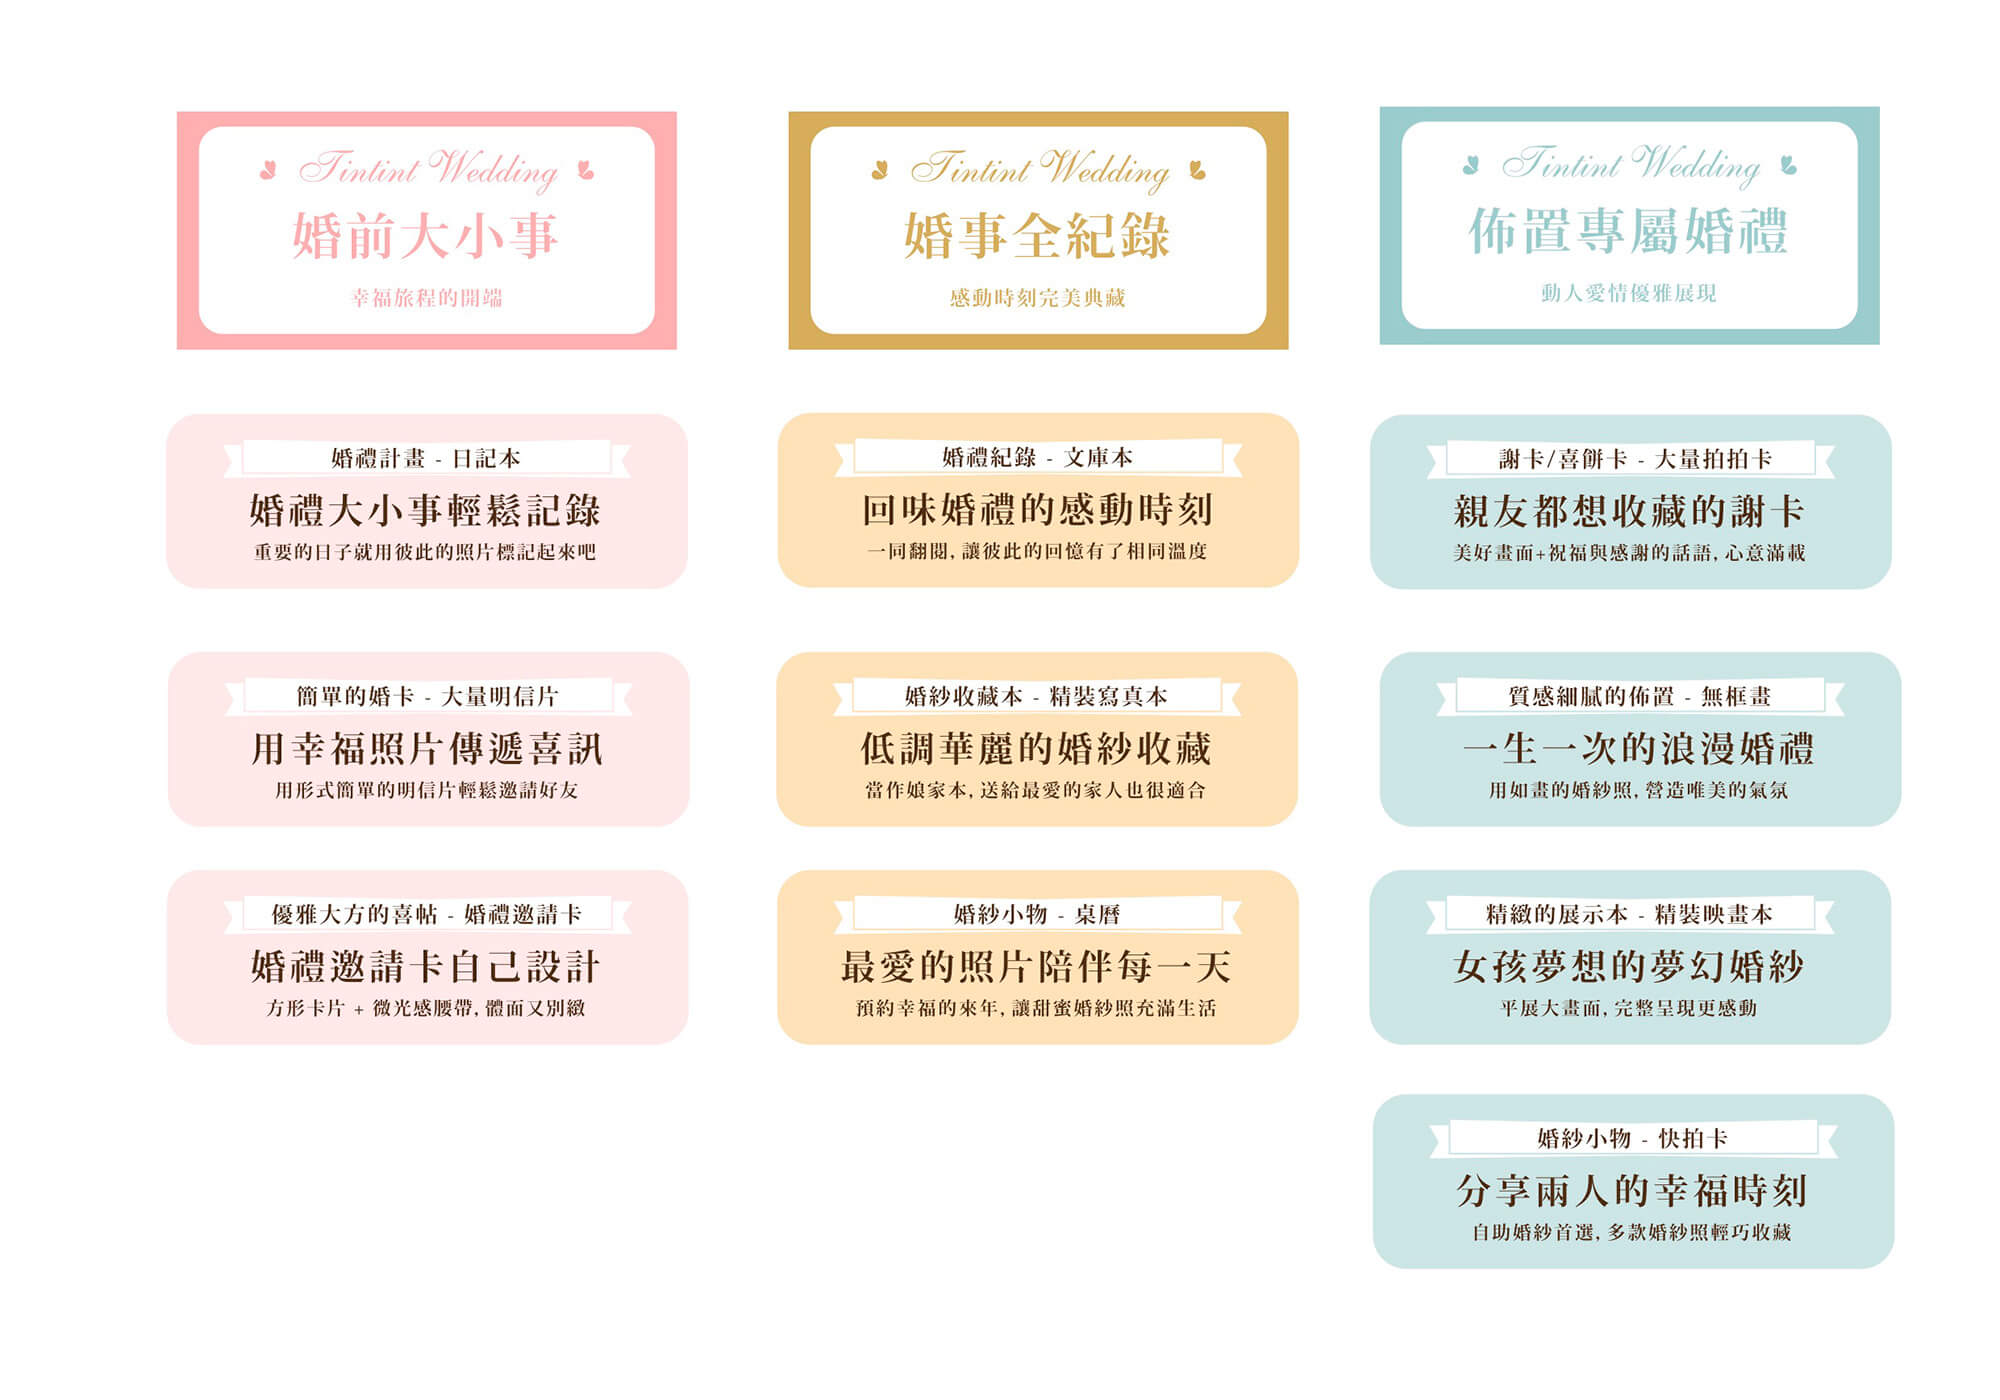 Tintint Wedding
婚前大小事
幸福旅程的開端
婚禮計畫 - 日記本
婚禮大小事輕鬆記錄
重要的日子就用彼此的照片標記起來吧
簡單的婚卡 - 大量明信片
用幸福照片傳遞喜訊
用形式簡單的明信片輕鬆邀請好友
優雅大方的喜帖 - 婚禮邀請卡
婚禮邀請卡自己設計
方形卡片 + 微光感腰帶, 體面又別緻
Tintint Wedding
婚事全紀錄
感動時刻完美典藏
婚禮紀錄 - 文庫本
回味婚禮的感動時刻
一同翻閱, 讓彼此的回憶有了相同溫度
婚紗收藏本 - 精裝寫真本
低調華麗的婚紗收藏
當作娘家本, 送給最愛的家人也很適合
婚紗小物 - 桌曆
最愛的照片陪伴每一天
預約幸福的來年, 讓甜蜜婚紗照充滿生活
Tintint Wedding
佈置專屬婚禮
動人愛情優雅展現
謝卡/喜餅卡 - 大量拍拍卡
親友都想收藏的謝卡
美好畫面+祝福與感謝的話語, 心意滿載
質感細膩的佈置 - 無框畫
一生一次的浪漫婚禮
用如畫的婚紗照, 營造唯美的氣氛
精緻的展示本 - 精裝映畫本
女孩夢想的夢幻婚紗
平展大畫面, 完整呈現更感動
婚紗小物 - 快拍卡
分享兩人的幸福時刻
自助婚紗首選, 多款婚紗照輕巧收藏